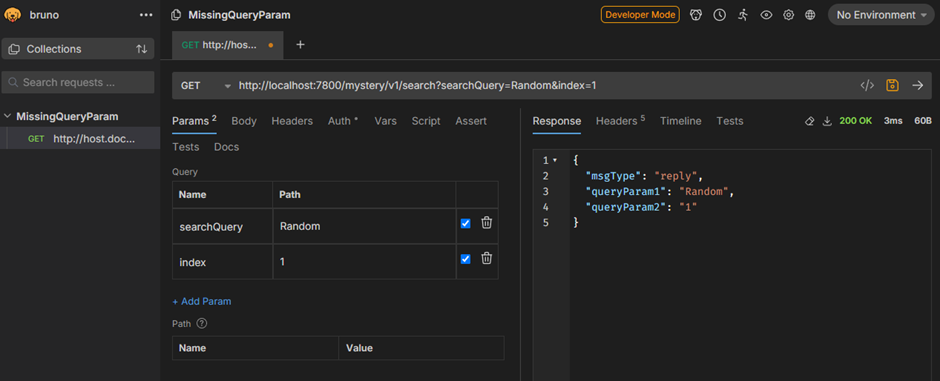 bruno
Collections
Search requests ...
MissingQueryParam
GET http://host.doc...
MissingQueryParam
Developer Mode
No Environment
GET http://hos...
GET http://localhost:7800/mystery/v1/search?searchQuery=Random&index=1
Params 2 Body Headers Auth * Vars Script Assert
Tests Docs
Query
Name Path
searchQuery Random
index 1
+ Add Param
Path
Name Value
Response Headers 5 Timeline Tests
200 OK 3ms 60B
1 {
2 "msgType": "reply",
3 "queryParam1": "Random",
4 "queryParam2": "1"
5 }